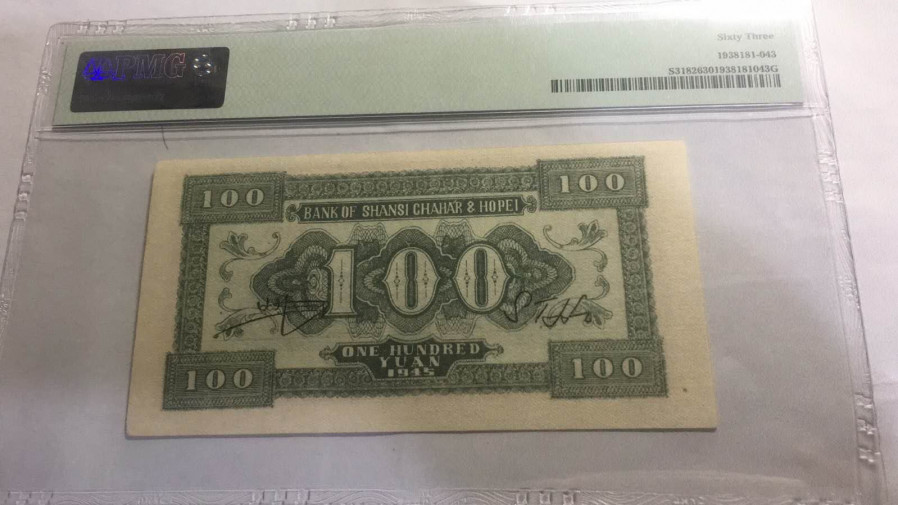 PMG
Sixty Three
1938181-043
S31826301938181043G
100
100
BANK OF SHANSI CHAHAR & HOPEI
100
ONE HUNDRED
YUAN
1945
100
100